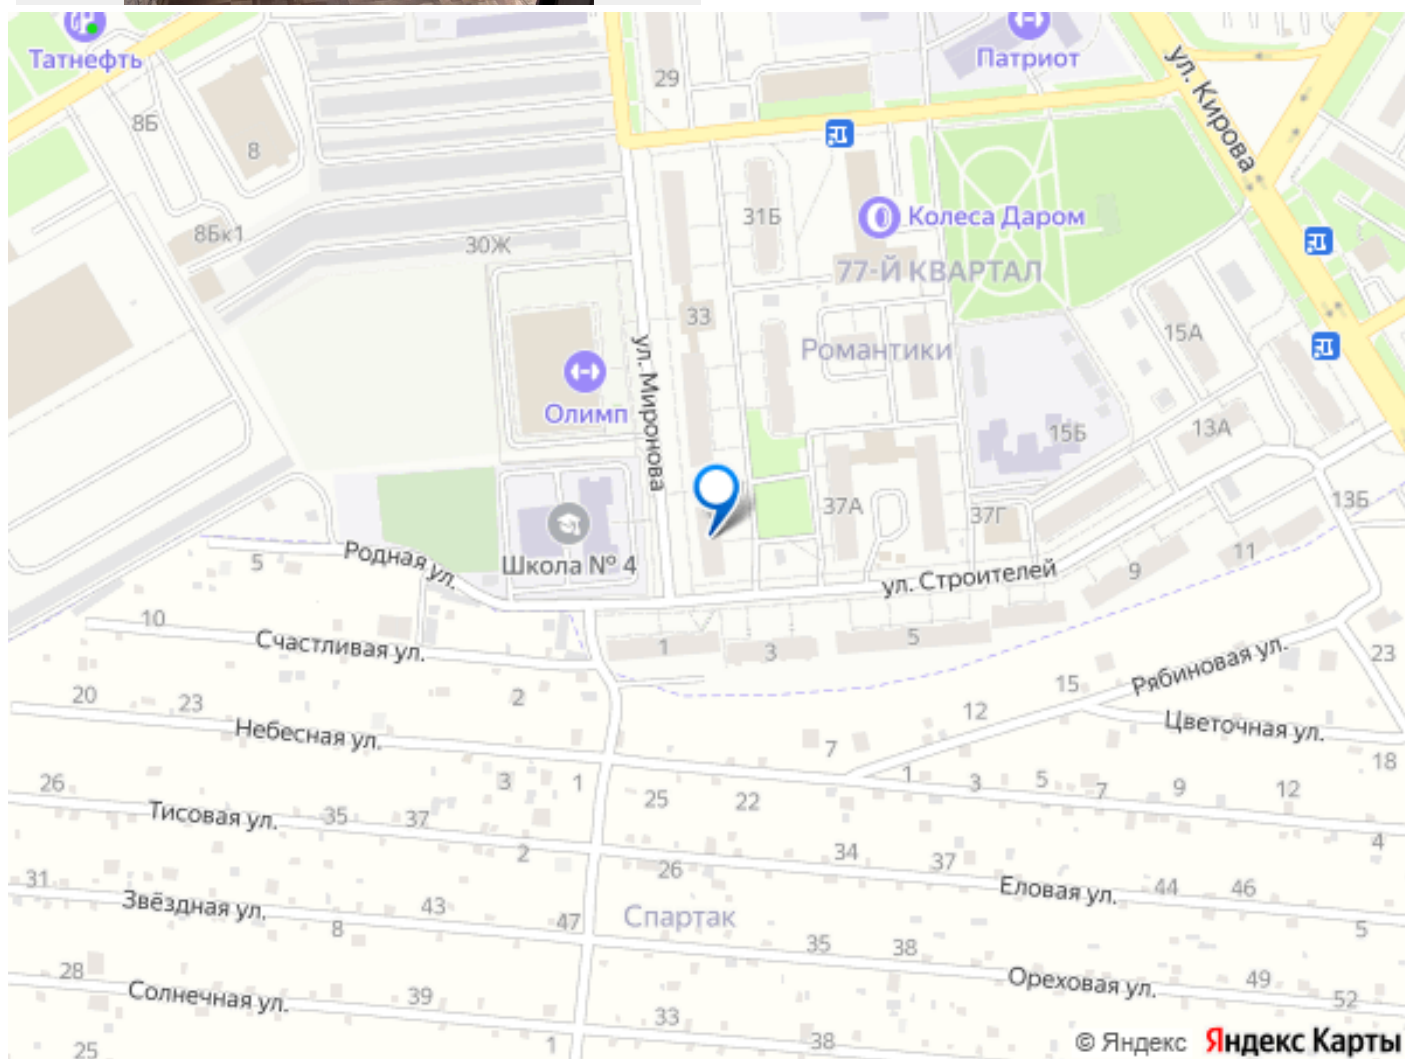 Татнефть
Патриот
ул. Кирова
29
8Б
8
31Б
Колеса Даром
8Бк1
30Ж
77-Й КВАРТАЛ
33
15А
Романтики
ул. Миронова
Олимп
15Б
13А
37А
37Г
13Б
Школа № 4
Родная ул.
5
ул. Строителей
11
9
10
Счастливая ул.
1
3
5
23
Рябиновая ул.
15
20
23
2
12
Цветочная ул.
Небесная ул.
7
18
26
3
1
25
22
1
3
5
7
9
12
Тисовая ул.
35
37
4
2
26
34
37
Еловая ул.
44
46
31
Звёздная ул.
43
8
47
Спартак
5
35
38
28
Солнечная ул.
39
Ореховая ул.
49
52
33
38
1
25
© Яндекс Яндекс Карты